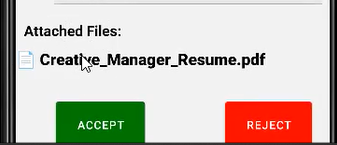 Attached Files:
Creative_Manager_Resume.pdf
ACCEPT
REJECT